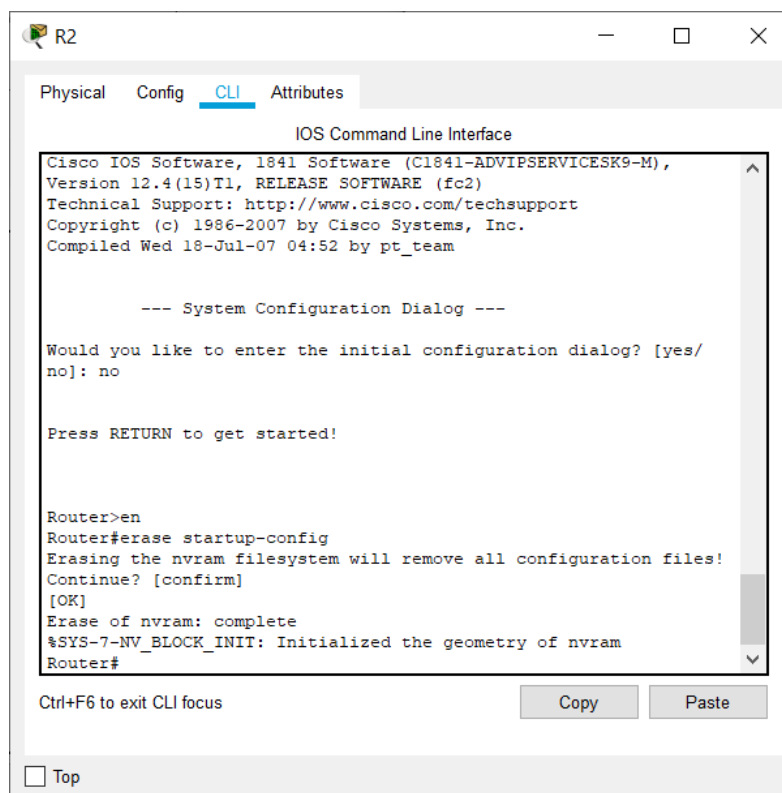 R2
Physical Config CLI Attributes
IOS Command Line Interface
Cisco IOS Software, 1841 Software (C1841-ADVIPSERVICESK9-M),
Version 12.4(15)T1, RELEASE SOFTWARE (fc2)
Technical Support: http://www.cisco.com/techsupport
Copyright (c) 1986-2007 by Cisco Systems, Inc.
Compiled Wed 18-Jul-07 04:52 by pt_team
--- System Configuration Dialog ---
Would you like to enter the initial configuration dialog? [yes/
no]: no
Press RETURN to get started!
Router>en
Router#erase startup-config
Erasing the nvram filesystem will remove all configuration files!
Continue? [confirm]
[OK]
Erase of nvram: complete
%SYS-7-NV_BLOCK_INIT: Initialized the geometry of nvram
Router#
Ctrl+F6 to exit CLI focus Copy Paste
Top